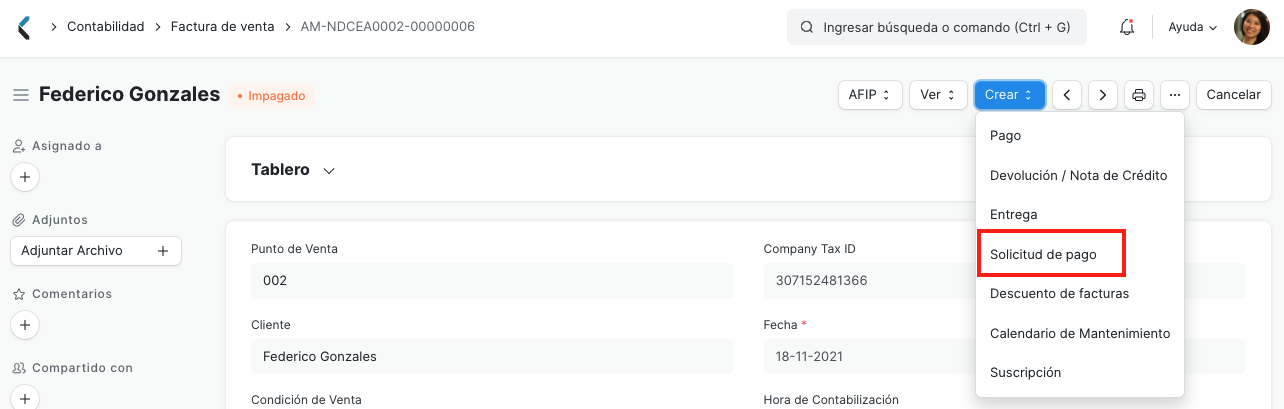 Contabilidad
Factura de venta
AM-NDCEA0002-00000006
Ingresar búsqueda o comando (Ctrl + G)
Ayuda
Federico Gonzales
Impagado
AFIP
Ver
Crear
Cancelar
Pago
Devolución / Nota de Crédito
Entrega
Solicitud de pago
Descuento de facturas
Calendario de Mantenimiento
Suscripción
Asignado a
Adjuntos
Adjuntar Archivo
Comentarios
Compartido con
Tablero
Punto de Venta
002
Company Tax ID
307152481366
Cliente
Federico Gonzales
Fecha *
18-11-2021
Condición de Venta
Hora de Contabilización